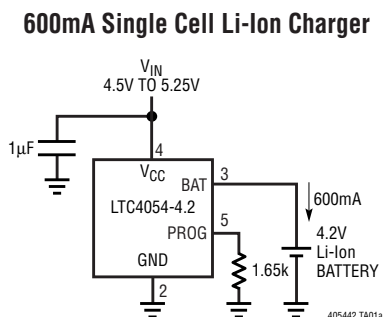 600mA Single Cell Li-Ion Charger
V_IN
4.5V TO 5.25V
1µF
4
V_CC
BAT
3
LTC4054-4.2
600mA
5
PROG
4.2V
Li-Ion
BATTERY
1.65k
GND
2
405442 TA01a